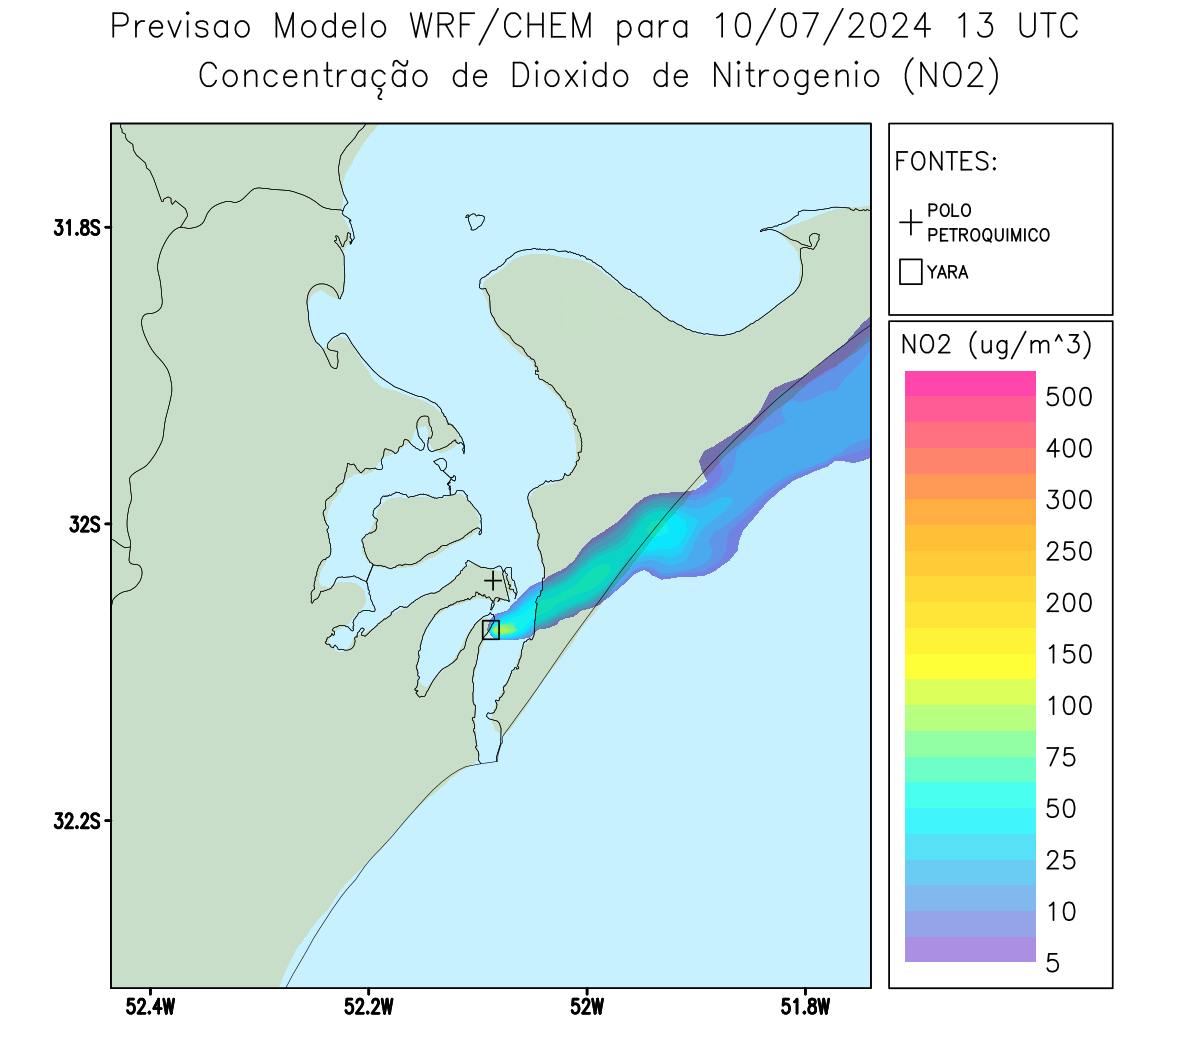 Previsao Modelo WRF/CHEM para 10/07/2024 13 UTC
Concentração de Dioxido de Nitrogenio (NO2)
FONTES:
POLO
PETROQUIMICO
YARA
NO2 (ug/m^3)
500
400
300
250
200
150
100
75
50
25
10
5
31.8S
32S
32.2S
52.4W
52.2W
52W
51.8W